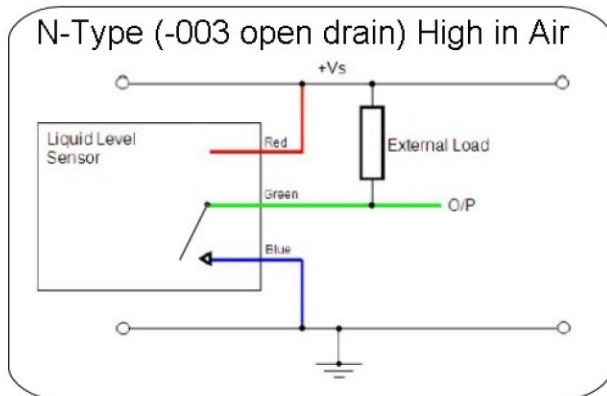 N-Type (-003 open drain) High in Air
+Vs
Liquid Level
Sensor
Red
External Load
Green
O/P
Blue